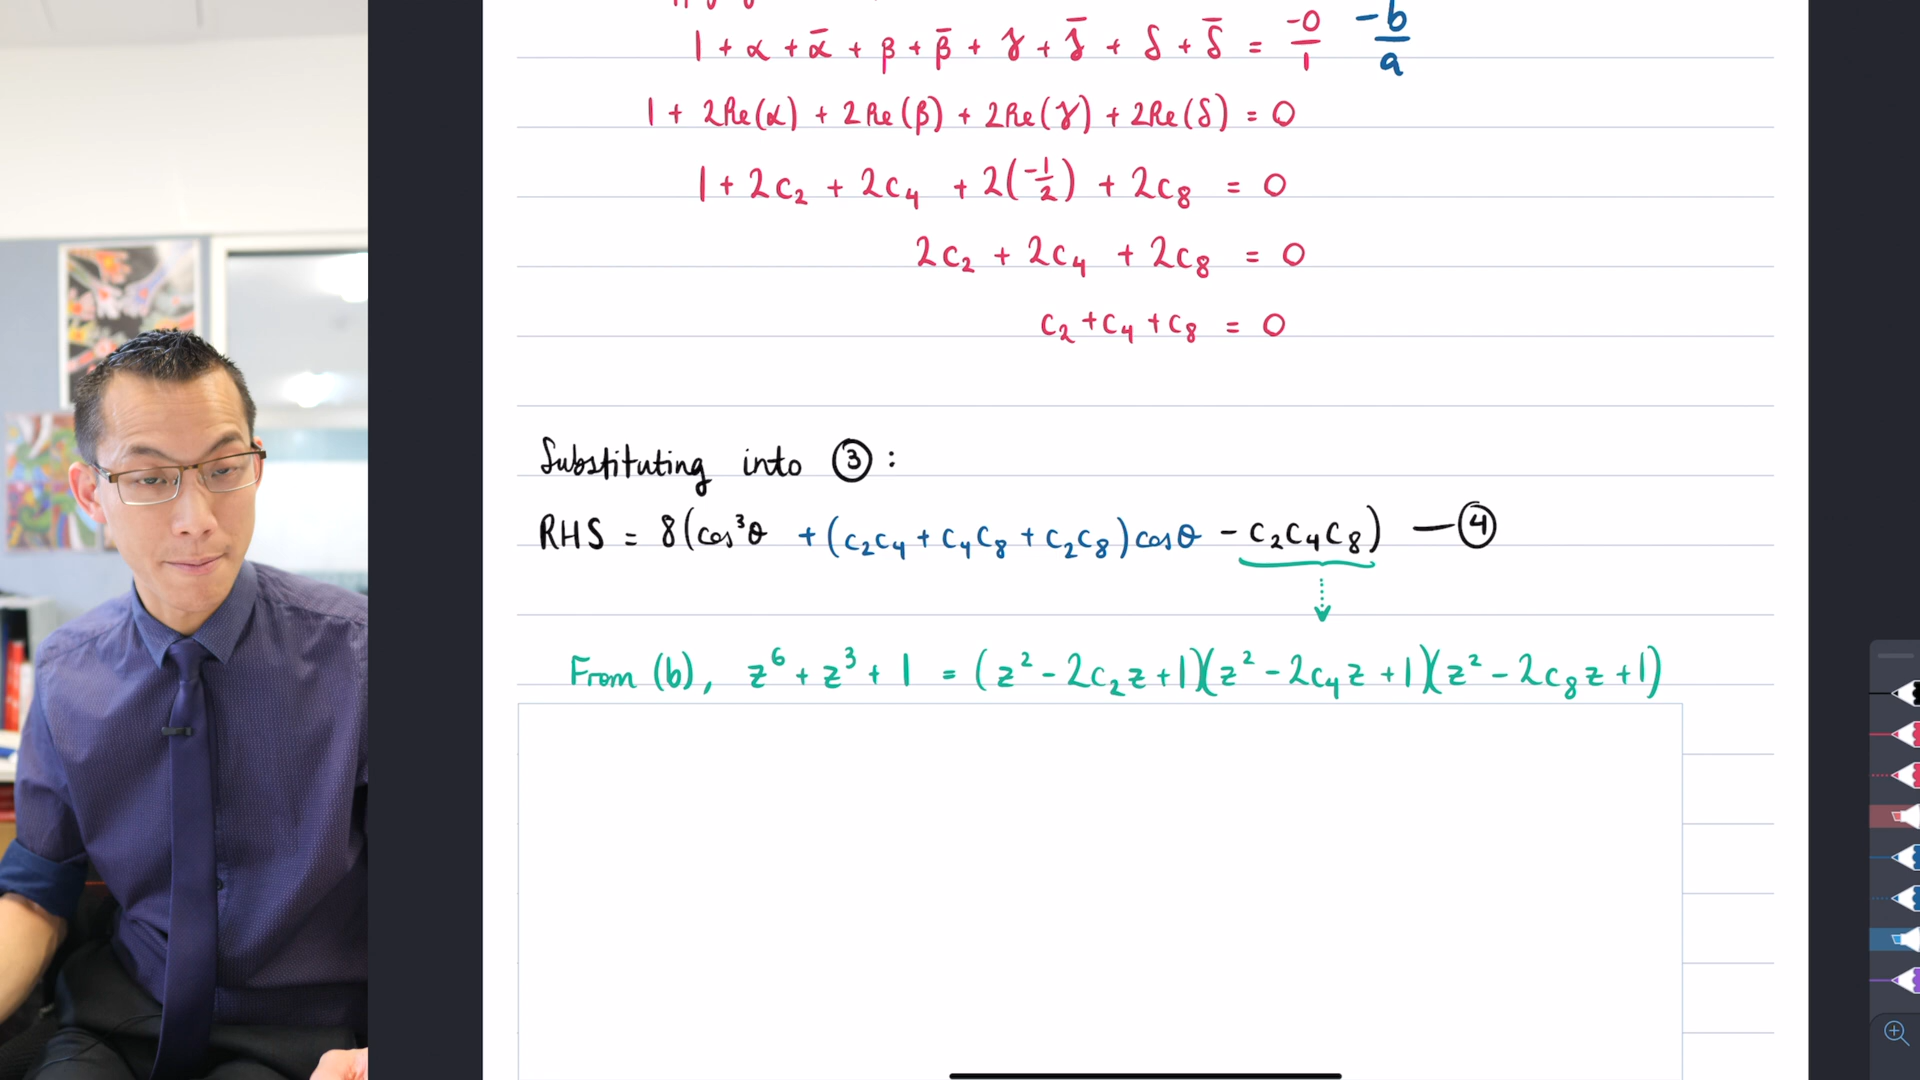 1 + α + ᾱ + β + β̄ + γ + γ̄ + δ + δ̄ = -0/1 -b/a
1 + 2Re(α) + 2Re(β) + 2Re(γ) + 2Re(δ) = 0
1 + 2c₂ + 2c₄ + 2(-1/2) + 2c₈ = 0
2c₂ + 2c₄ + 2c₈ = 0
c₂ + c₄ + c₈ = 0
Substituting into ③ :
RHS = 8(cos³θ + (c₂c₄ + c₄c₈ + c₂c₈)cosθ - c₂c₄c₈) —④
From (b), z⁶ + z³ + 1 = (z² - 2c₂z + 1)(z² - 2c₄z + 1)(z² - 2c₈z + 1)